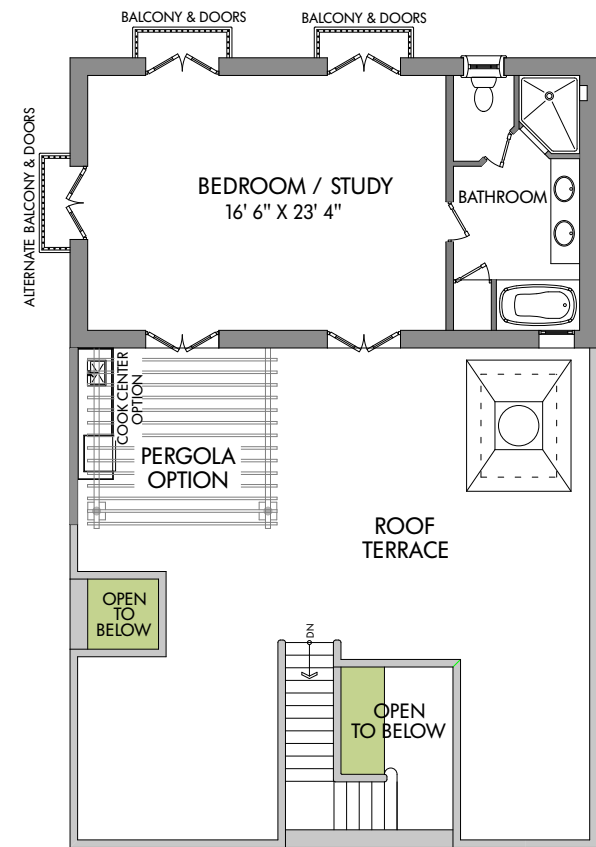 BALCONY & DOORS
BALCONY & DOORS
ALTERNATE BALCONY & DOORS
BEDROOM / STUDY
16' 6" X 23' 4"
BATHROOM
COOK CENTER
OPTION
PERGOLA
OPTION
ROOF
TERRACE
OPEN
TO
BELOW
DN
OPEN
TO BELOW